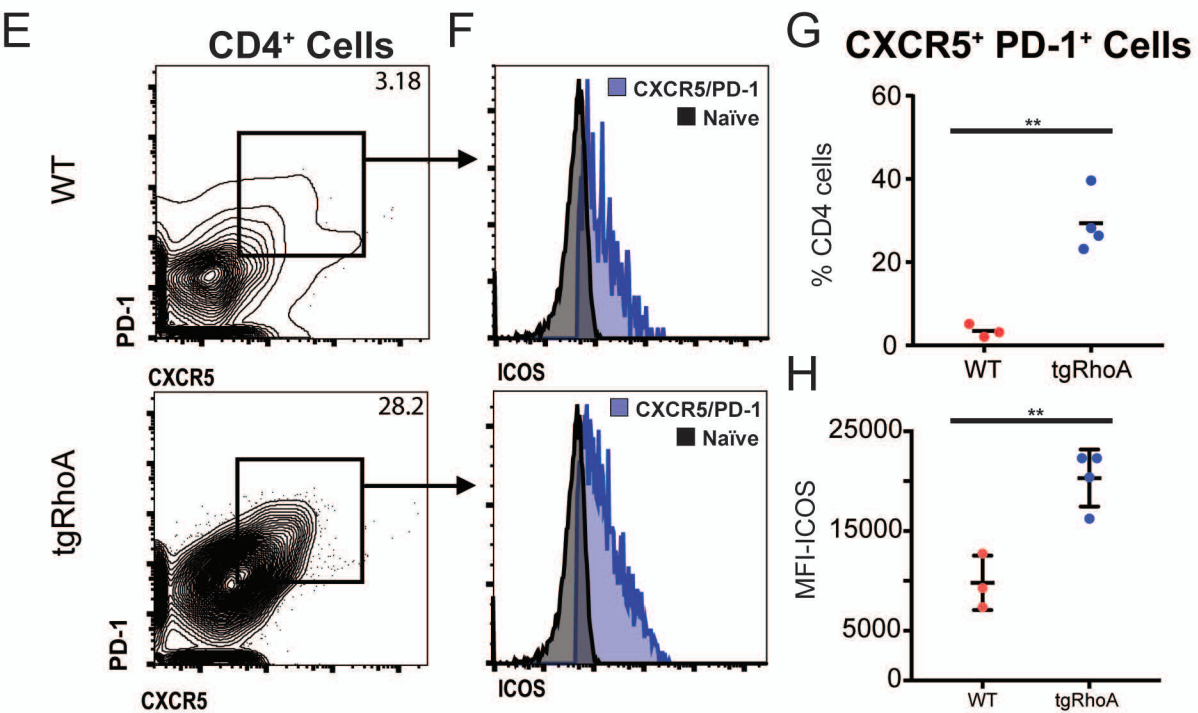 E
CD4⁺ Cells
WT
3.18
PD-1
CXCR5
tgRhoA
28.2
PD-1
CXCR5
F
CXCR5/PD-1
Naïve
ICOS
CXCR5/PD-1
Naïve
ICOS
G
CXCR5⁺ PD-1⁺ Cells
% CD4 cells
60
40
20
0
**
WT
tgRhoA
H
MFI-ICOS
25000
15000
5000
0
**
WT
tgRhoA